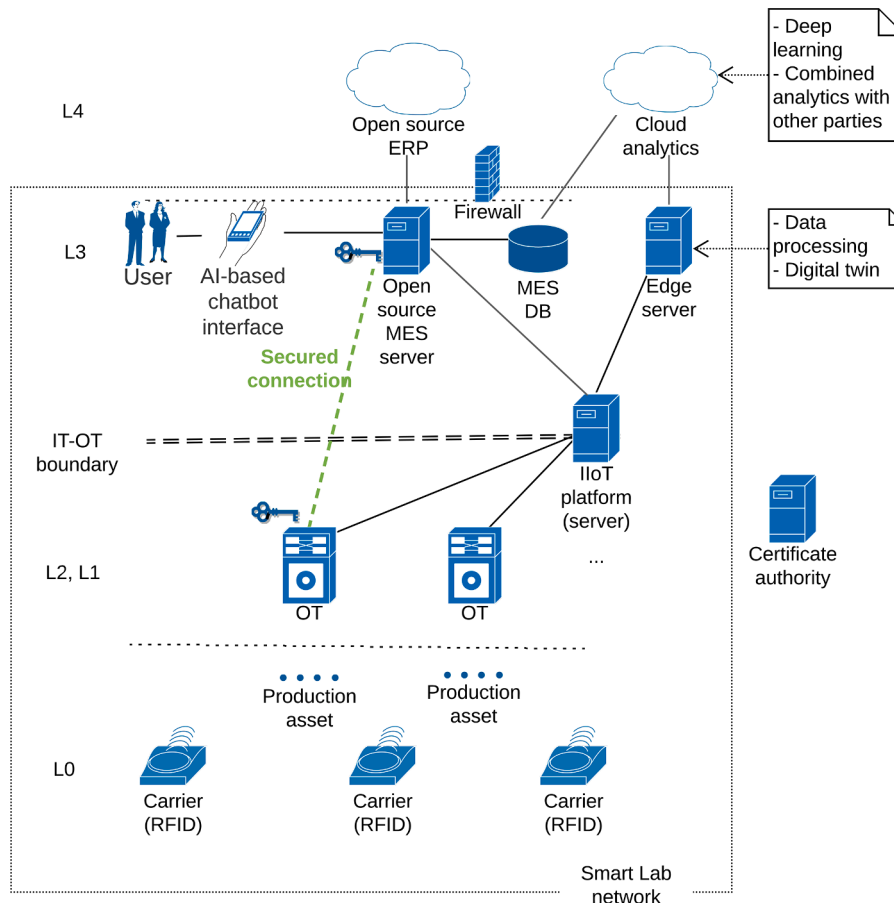 - Deep
learning
- Combined
analytics with
other parties
L4
Open source
ERP
Cloud
analytics
Firewall
L3
User
AI-based
chatbot
interface
Open
source
MES
server
MES
DB
Edge
server
- Data
processing
- Digital twin
Secured
connection
IT-OT
boundary
IIoT
platform
(server)
Certificate
authority
L2, L1
OT
OT
...
Production
asset
Production
asset
L0
Carrier
(RFID)
Carrier
(RFID)
Carrier
(RFID)
Smart Lab
network